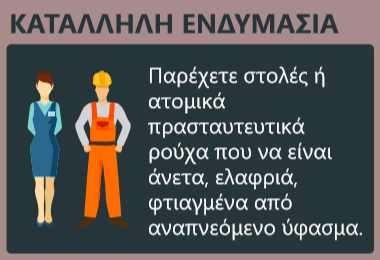 ΚΑΤΑΛΛΗΛΗ ΕΝΔΥΜΑΣΙΑ
Παρέχετε στολές ή
ατομικά
πρασταυτευτικά
ρούχα που να είναι
άνετα, ελαφριά,
φτιαγμένα από
αναπνεόμενο ύφασμα.